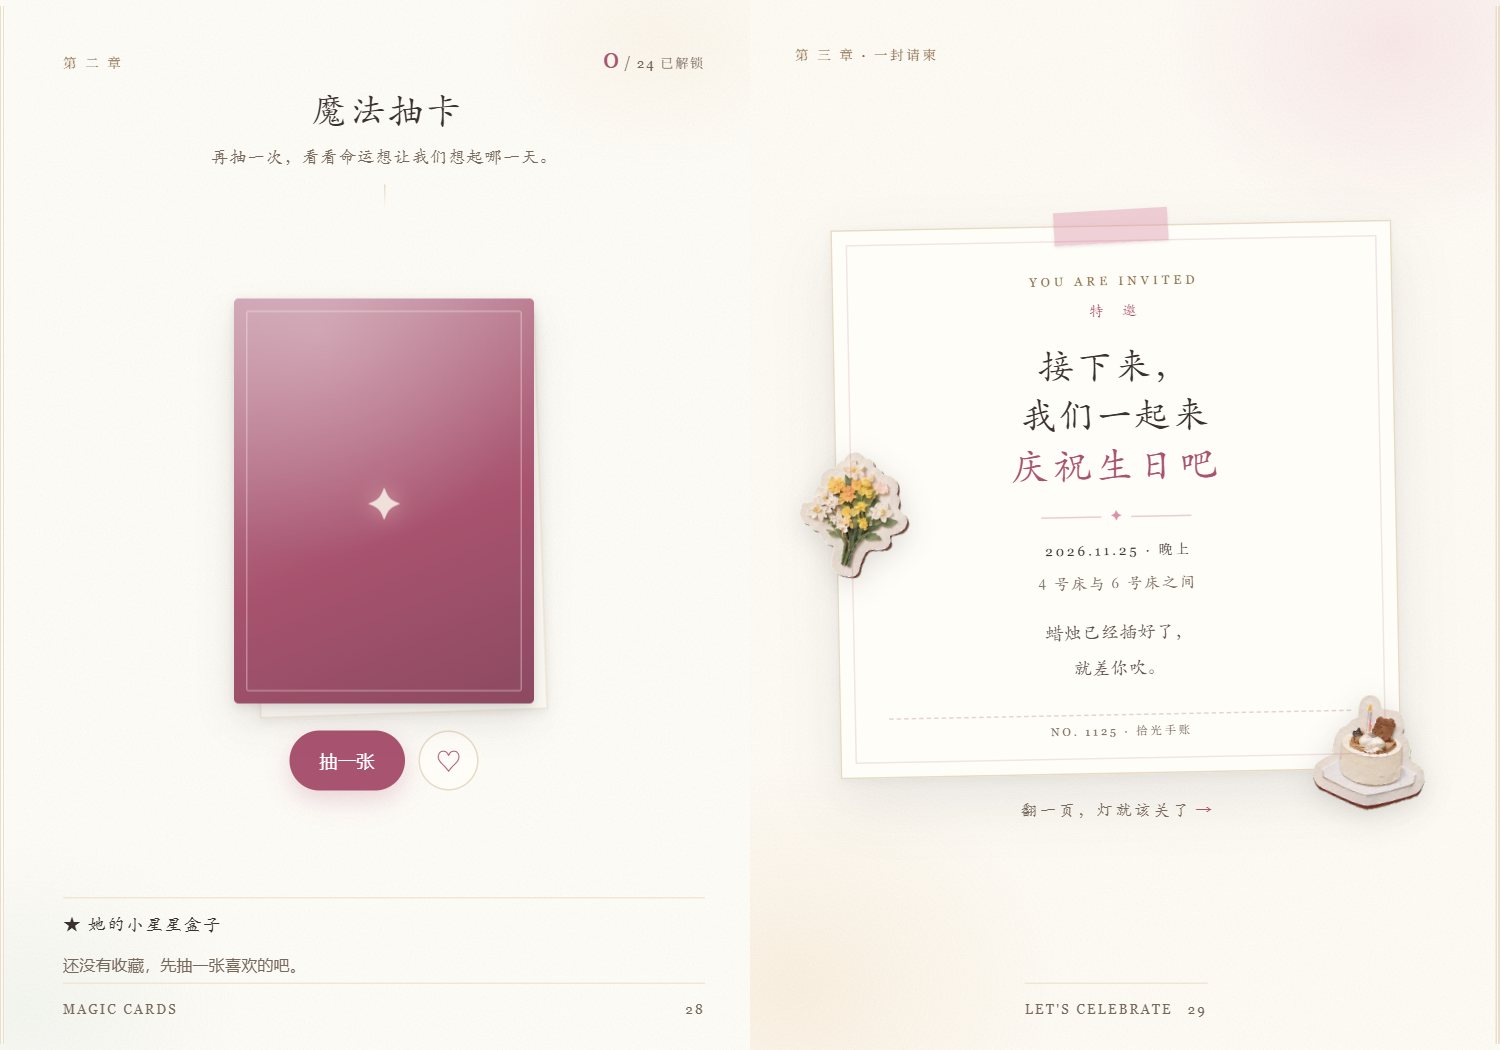 第二章
0 / 24 已解锁
魔法抽卡
再抽一次，看看命运想让我们想起哪一天。
抽一张
★ 她的小星星盒子
还没有收藏，先抽一张喜欢的吧。
MAGIC CARDS
28
第三章 · 一封请柬
YOU ARE INVITED
特邀
接下来，
我们一起来
庆祝生日吧
2026.11.25 · 晚上
4 号床与 6 号床之间
蜡烛已经插好了，
就差你吹。
NO. 1125 · 拾光手账
翻一页，灯就该关了 →
LET'S CELEBRATE
29